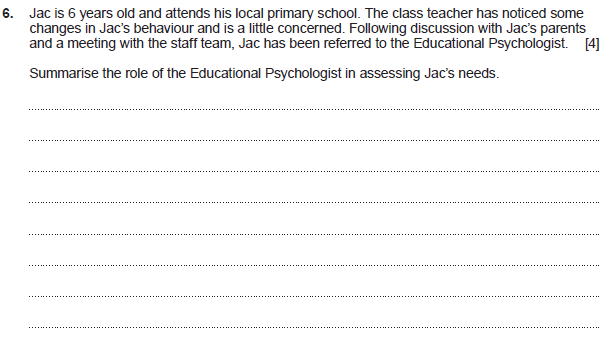 6. Jac is 6 years old and attends his local primary school. The class teacher has noticed some
changes in Jac's behaviour and is a little concerned. Following discussion with Jac's parents
and a meeting with the staff team, Jac has been referred to the Educational Psychologist. [4]
Summarise the role of the Educational Psychologist in assessing Jac's needs.